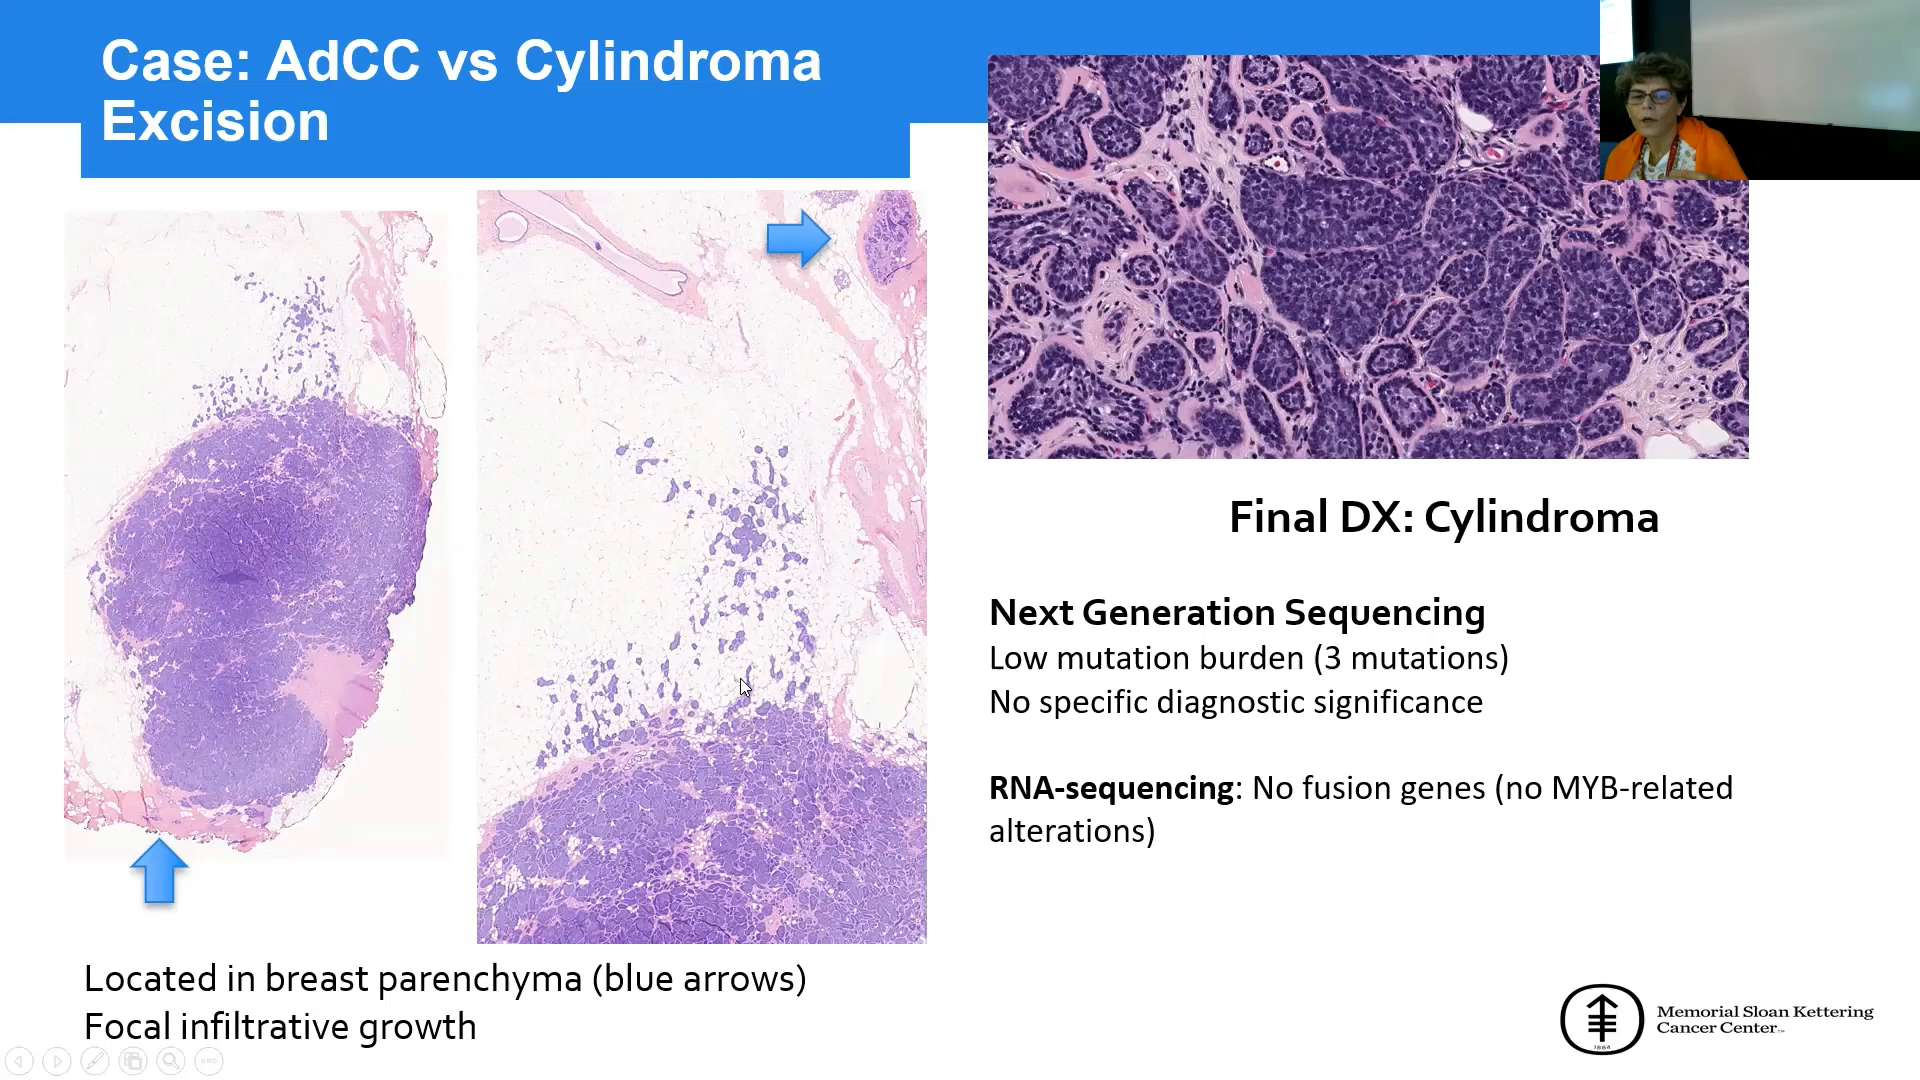 Case: AdCC vs Cylindroma
Excision
Final DX: Cylindroma
Next Generation Sequencing
Low mutation burden (3 mutations)
No specific diagnostic significance
RNA-sequencing: No fusion genes (no MYB-related
alterations)
Located in breast parenchyma (blue arrows)
Focal infiltrative growth
1884
Memorial Sloan Kettering
Cancer Center